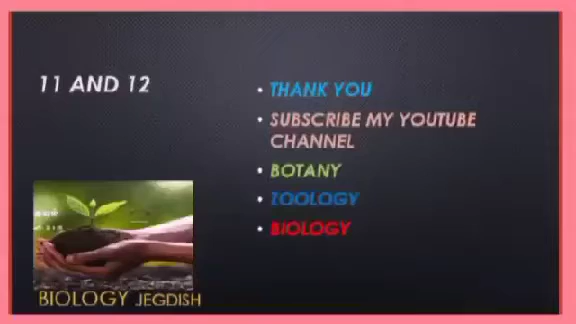 11 AND 12
• THANK YOU
• SUBSCRIBE MY YOUTUBE
CHANNEL
• BOTANY
• ZOOLOGY
• BIOLOGY
BIOLOGY JEGDISH